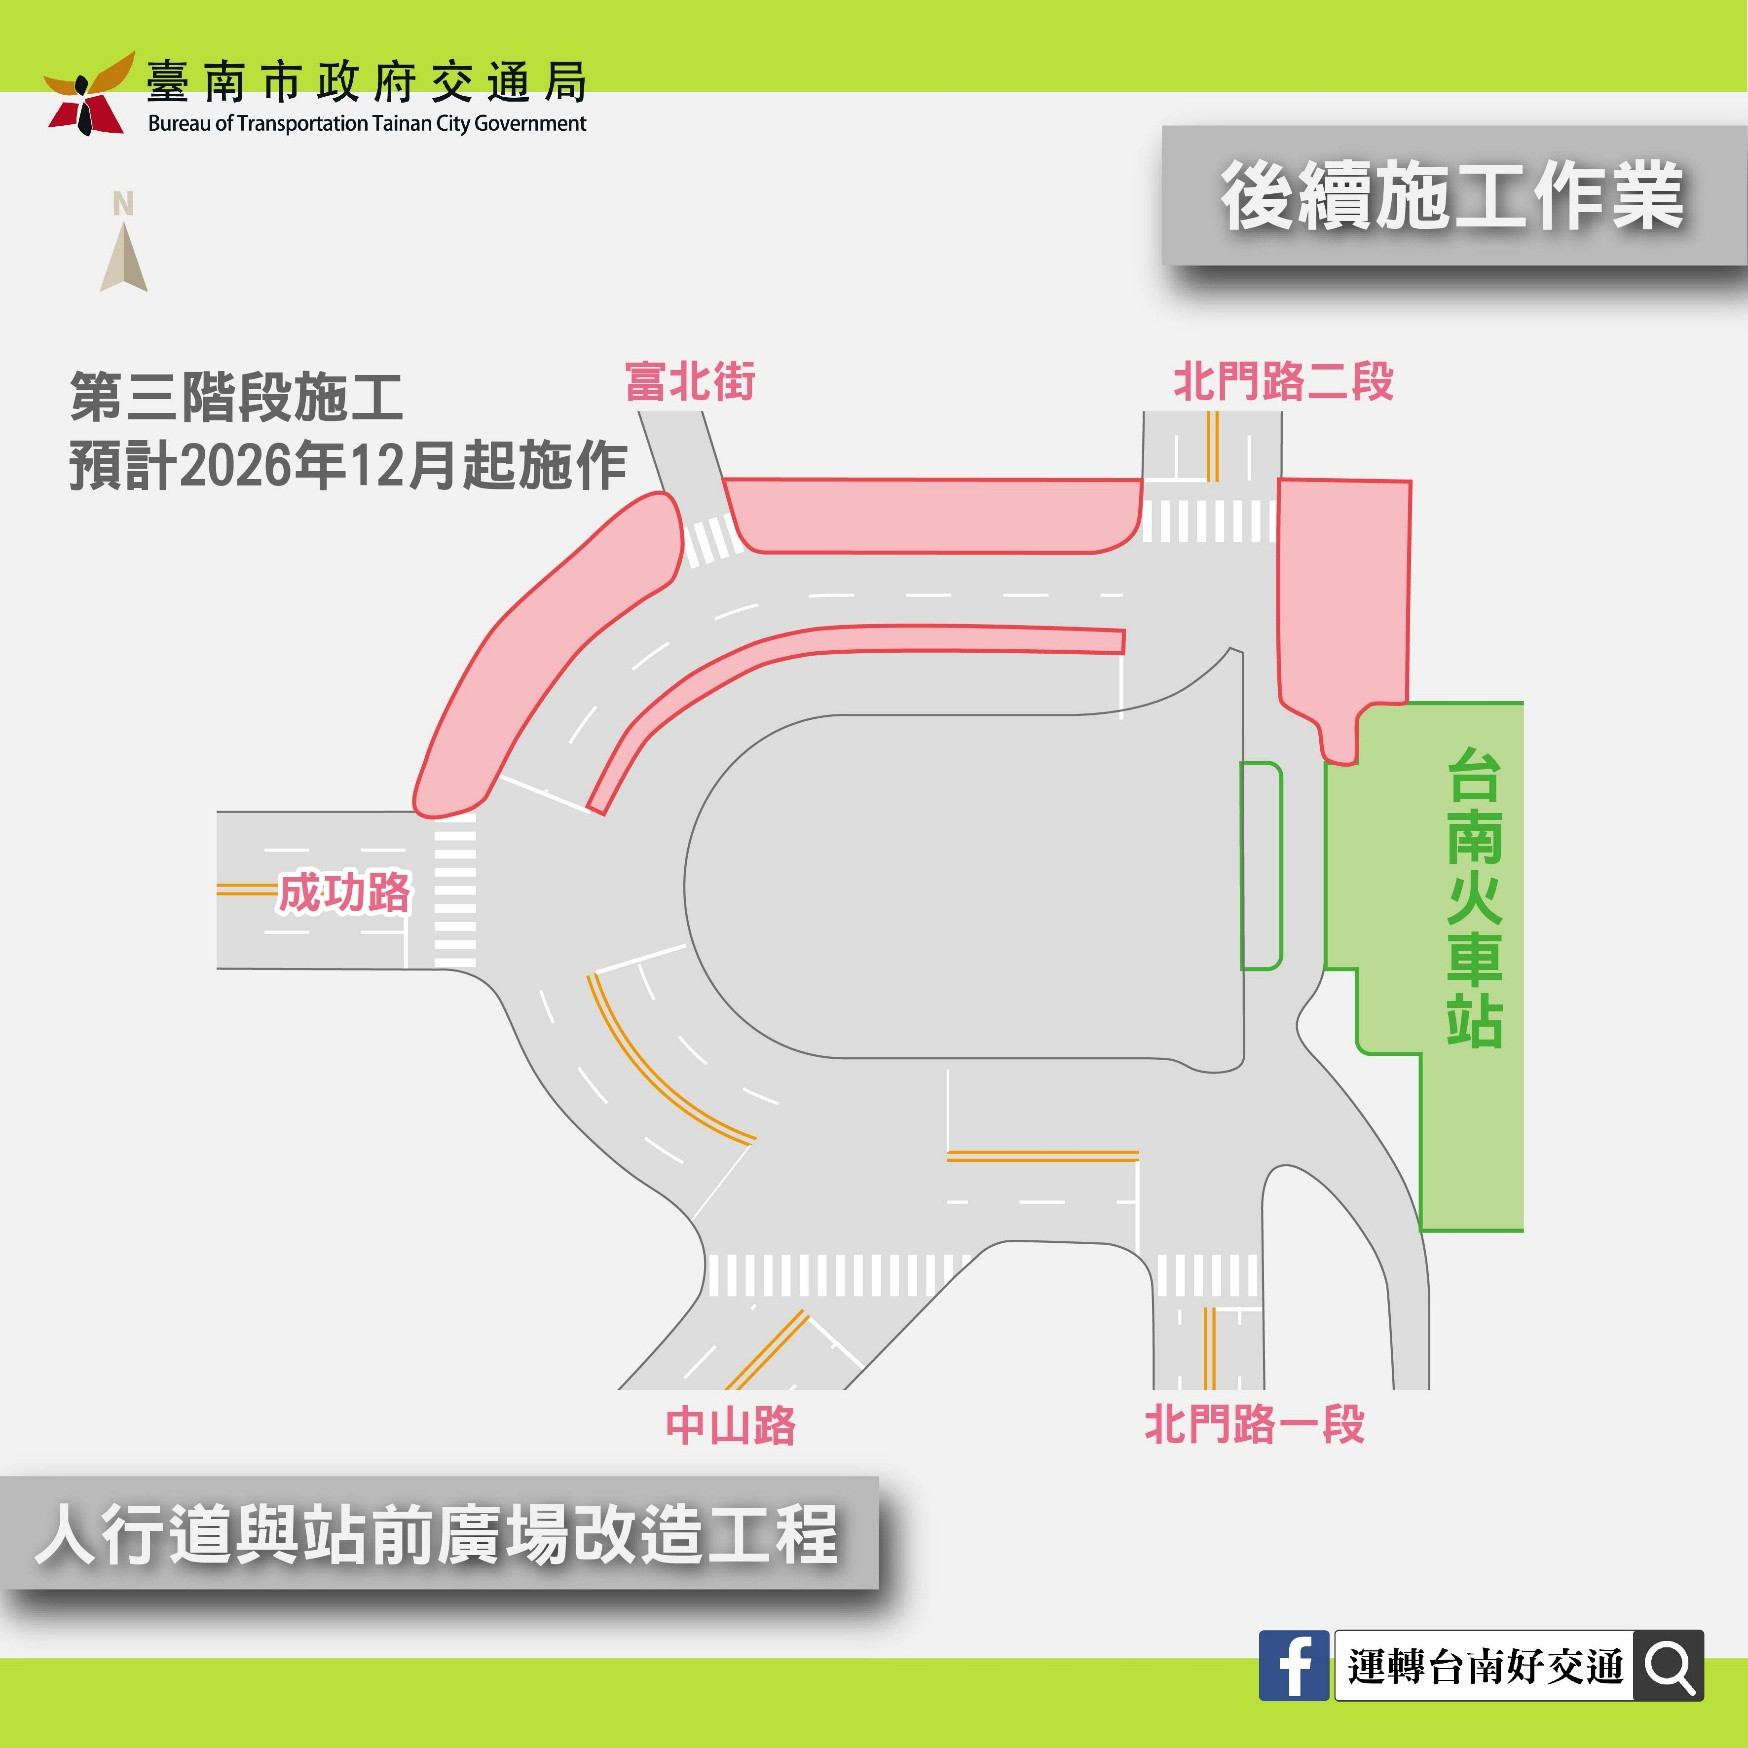 臺南市政府交通局
Bureau of Transportation Tainan City Government
後續施工作業
N
第三階段施工
預計2026年12月起施作
富北街
北門路二段
台南火車站
成功路
中山路
北門路一段
人行道與站前廣場改造工程
f 運轉台南好交通